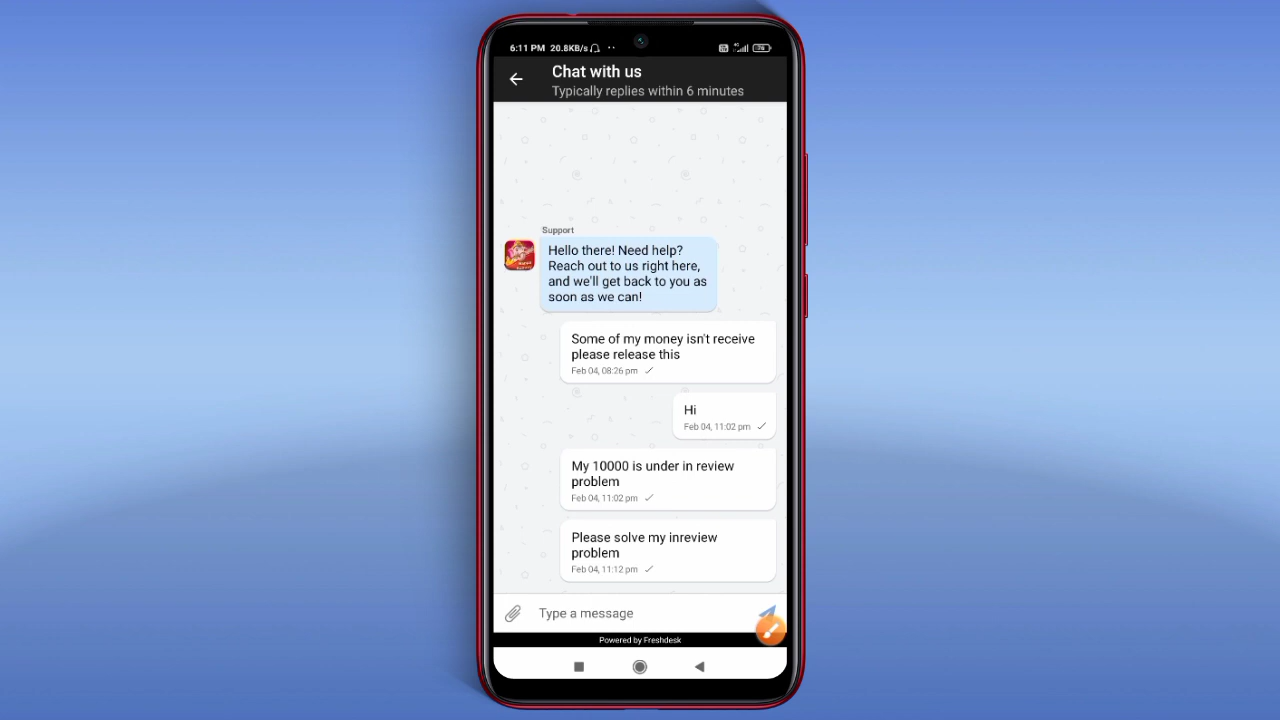 6:11 PM 20.8KB/s
Chat with us
Typically replies within 6 minutes
Support
Hello there! Need help?
Reach out to us right here,
and we'll get back to you as
soon as we can!
Some of my money isn't receive
please release this
Feb 04, 08:26 pm
Hi
Feb 04, 11:02 pm
My 10000 is under in review
problem
Feb 04, 11:02 pm
Please solve my inreview
problem
Feb 04, 11:12 pm
Type a message
Powered by Freshdesk